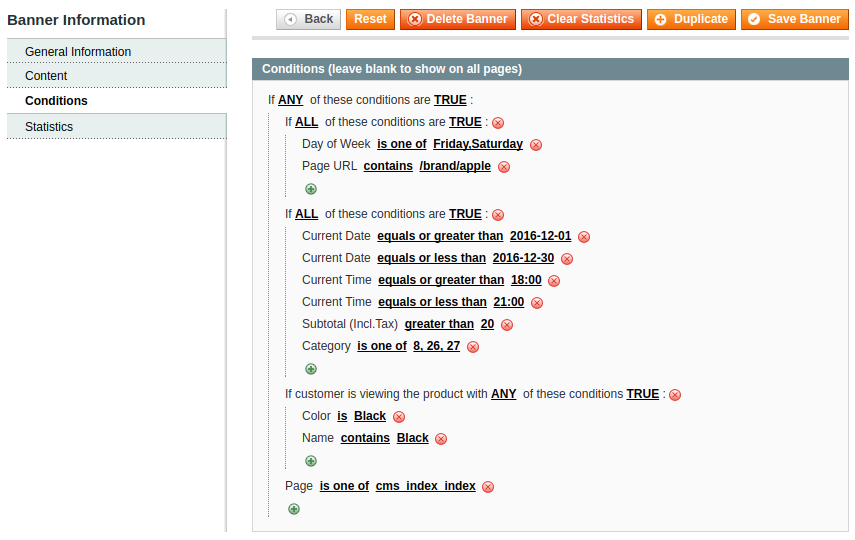 Banner Information
General Information
Content
Conditions
Statistics
Back Reset Delete Banner Clear Statistics Duplicate Save Banner
Conditions (leave blank to show on all pages)
If ANY of these conditions are TRUE :
If ALL of these conditions are TRUE :
Day of Week is one of Friday,Saturday
Page URL contains /brand/apple
If ALL of these conditions are TRUE :
Current Date equals or greater than 2016-12-01
Current Date equals or less than 2016-12-30
Current Time equals or greater than 18:00
Current Time equals or less than 21:00
Subtotal (Incl.Tax) greater than 20
Category is one of 8, 26, 27
If customer is viewing the product with ANY of these conditions TRUE :
Color is Black
Name contains Black
Page is one of cms_index_index